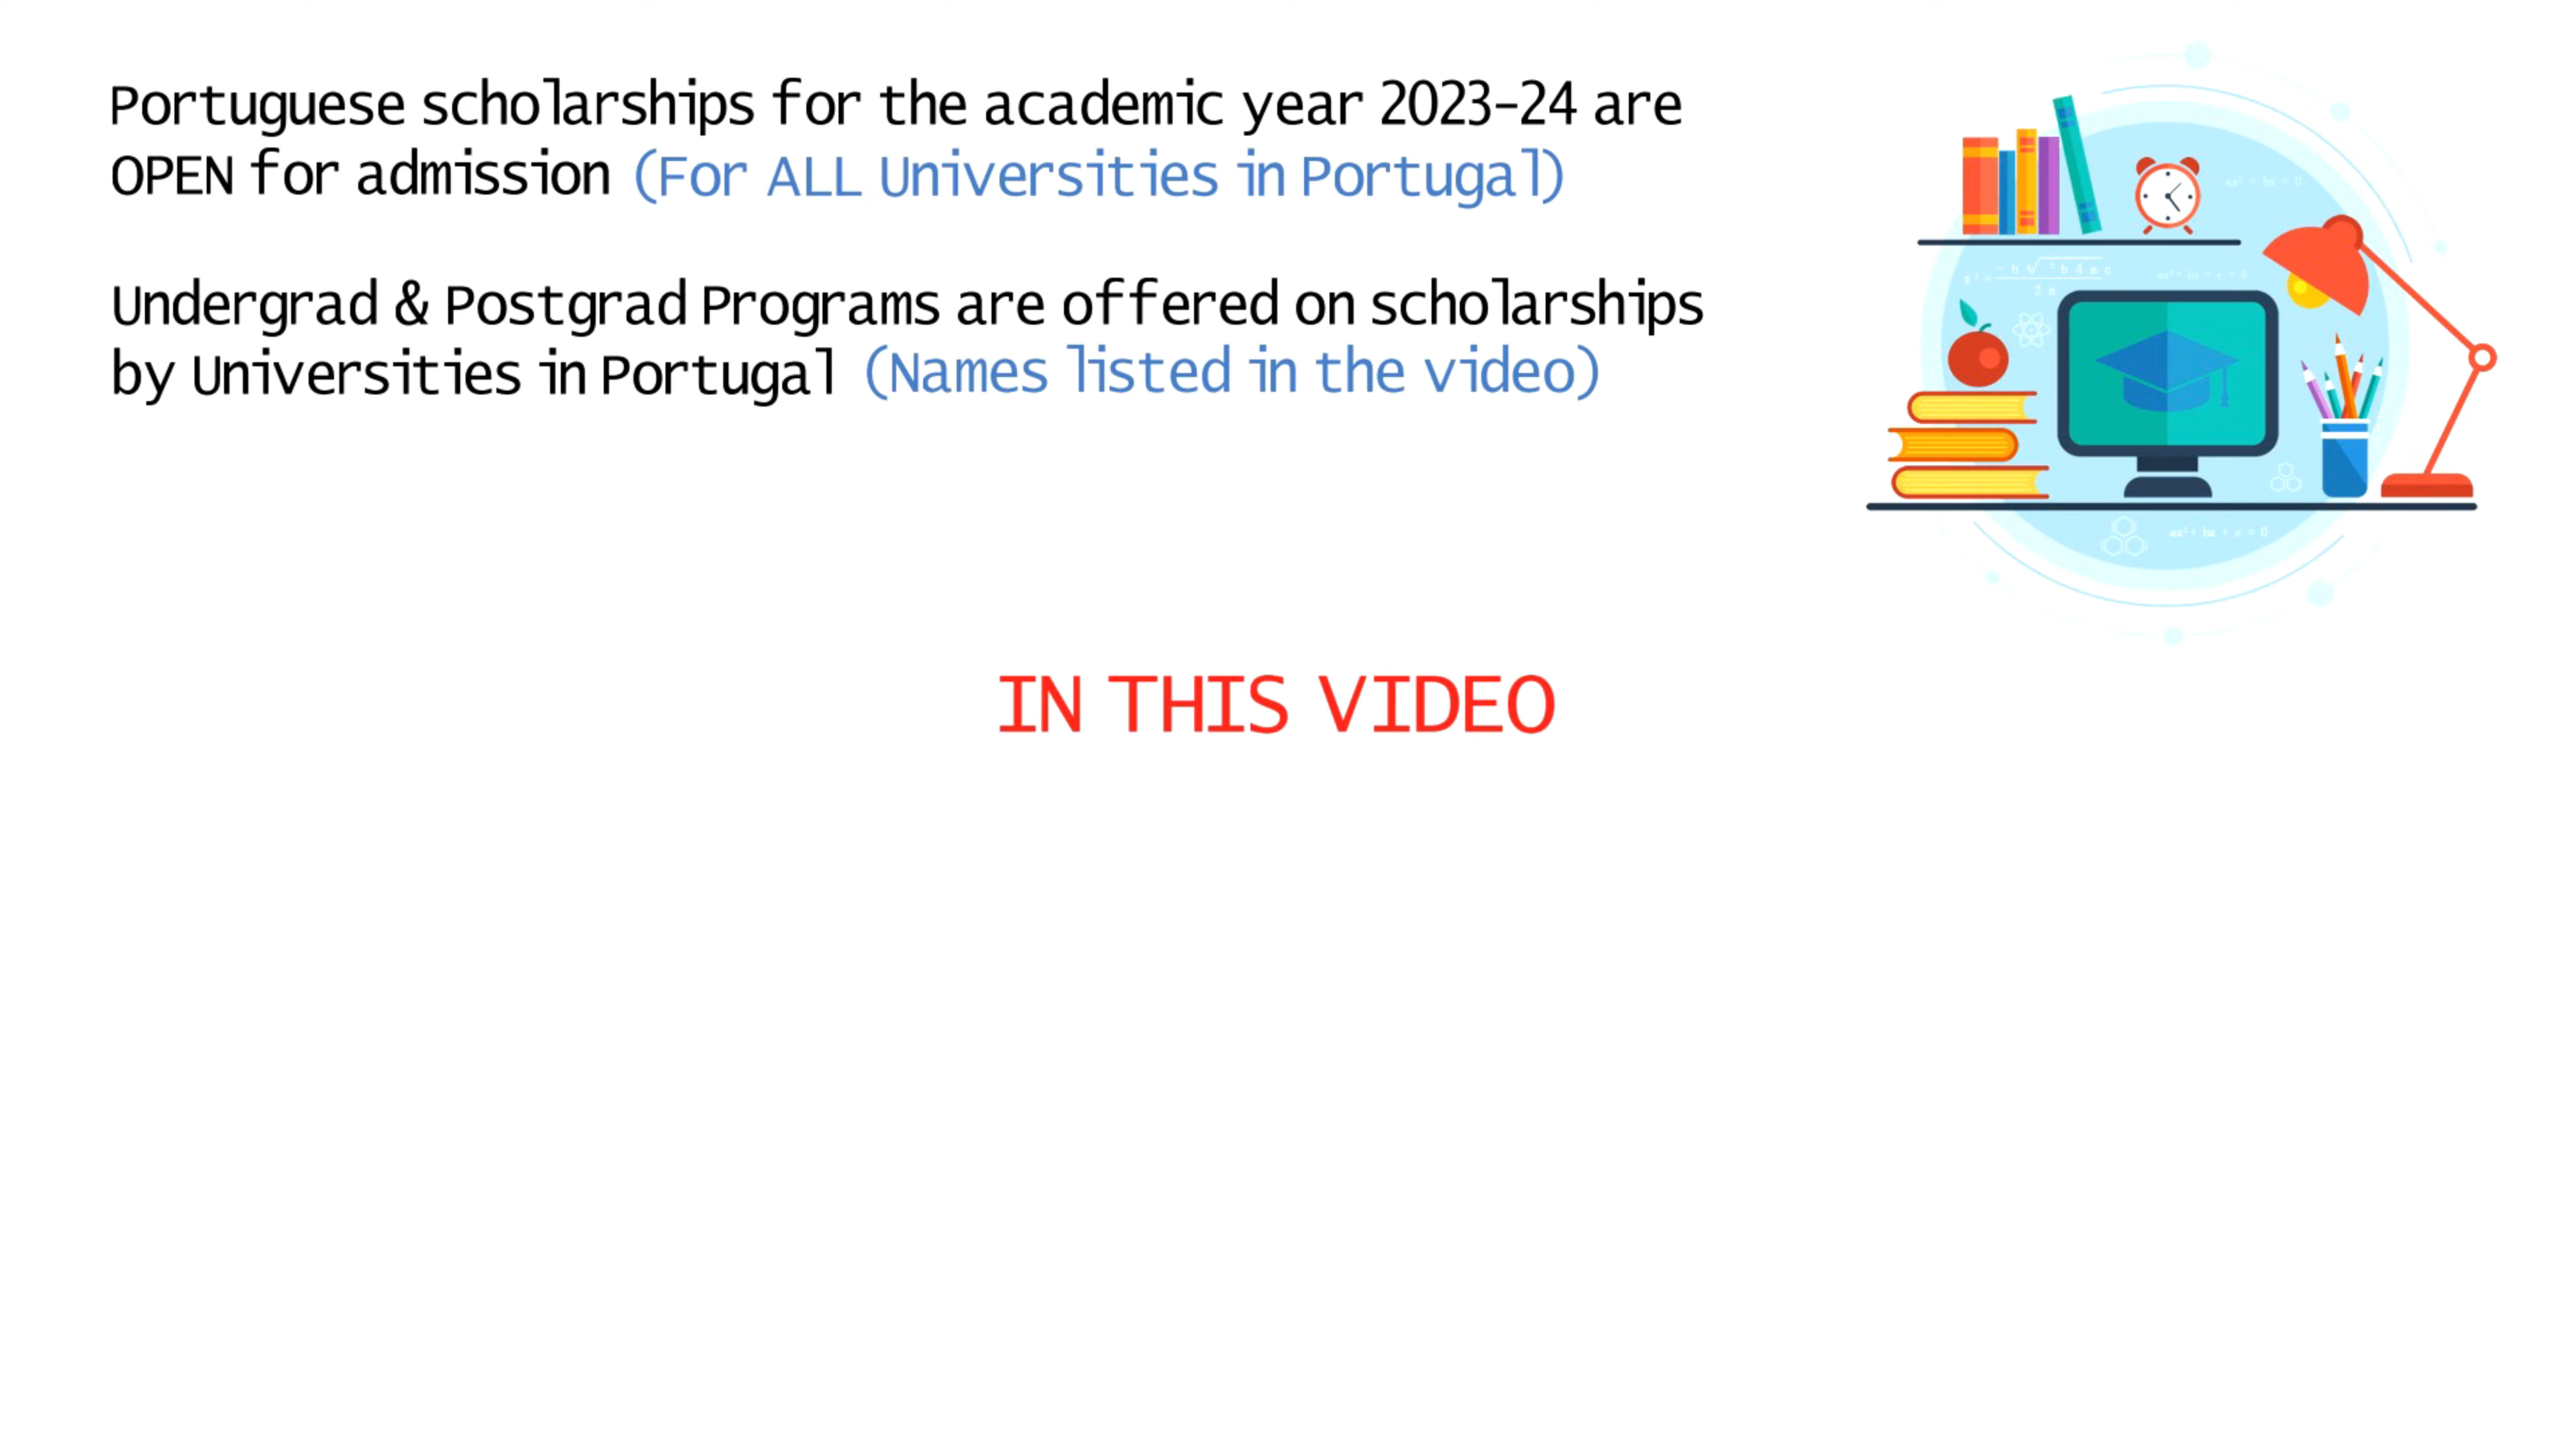 Portuguese scholarships for the academic year 2023-24 are
OPEN for admission (For ALL Universities in Portugal)
Undergrad & Postgrad Programs are offered on scholarships
by Universities in Portugal (Names listed in the video)
IN THIS VIDEO